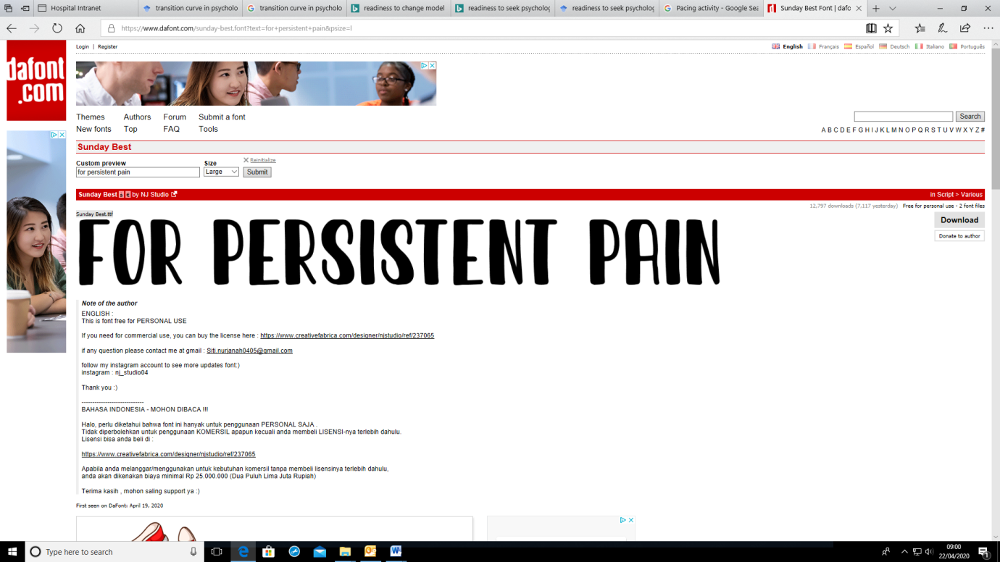 Hospital Intranet
transition curve in psycholo
transition curve in psycholo
readiness to change model
readiness to seek psycholog
readiness to seek psycholog
Pacing activity - Google Sea
Sunday Best Font | dafo
https://www.dafont.com/sunday-best.font?text=for+persistent+pain&psize=l
dafont
.com
Login | Register
English Français Español Deutsch Italiano Português
Themes Authors Forum Submit a font
New fonts Top FAQ Tools
Search
A B C D E F G H I J K L M N O P Q R S T U V W X Y Z #
Sunday Best
Custom preview Size Reinitialize
for persistent pain Large Submit
Sunday Best à € by NJ Studio in Script > Various
12,797 downloads (7,117 yesterday) Free for personal use - 2 font files
Sunday Best.ttf
Download
Donate to author
FOR PERSISTENT PAIN
Note of the author
ENGLISH :
This is font free for PERSONAL USE
If you need for commercial use, you can buy the license here : https://www.creativefabrica.com/designer/njstudio/ref/237065
if any question please contact me at gmail : Siti.nurjanah0405@gmail.com
follow my instagram account to see more updates font:)
instagram : nj_studio04
Thank you :)
-----------------------------
BAHASA INDONESIA - MOHON DIBACA !!!
Halo, perlu diketahui bahwa font ini hanyak untuk penggunaan PERSONAL SAJA .
Tidak diperbolehkan untuk penggunaan KOMERSIL apapun kecuali anda membeli LISENSI-nya terlebih dahulu.
Lisensi bisa anda beli di :
https://www.creativefabrica.com/designer/njstudio/ref/237065
Apabila anda melanggar/menggunakan untuk kebutuhan komersil tanpa membeli lisensinya terlebih dahulu,
anda akan dikenakan biaya minimal Rp 25.000.000 (Dua Puluh Lima Juta Rupiah)
Terima kasih , mohon saling support ya :)
First seen on DaFont: April 19, 2020
Type here to search
09:00
22/04/2020